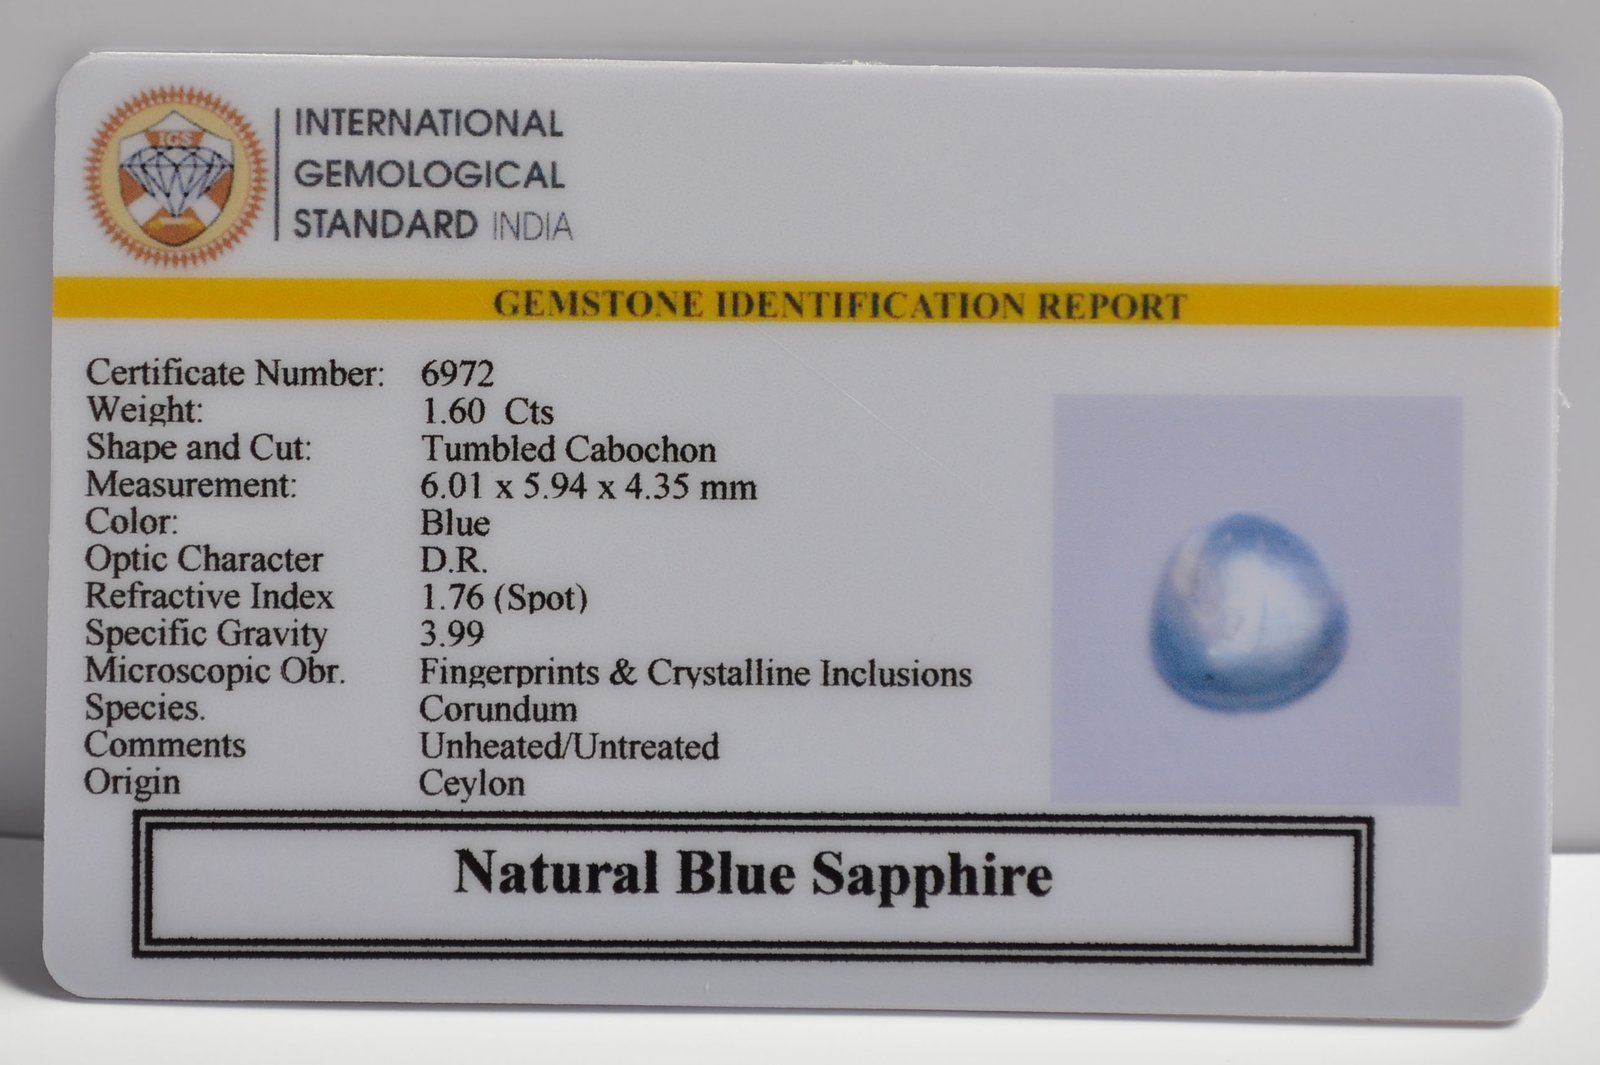 IGS
INTERNATIONAL
GEMOLOGICAL
STANDARD INDIA
GEMSTONE IDENTIFICATION REPORT
Certificate Number: 6972
Weight: 1.60 Cts
Shape and Cut: Tumbled Cabochon
Measurement: 6.01 x 5.94 x 4.35 mm
Color: Blue
Optic Character D.R.
Refractive Index 1.76 (Spot)
Specific Gravity 3.99
Microscopic Obr. Fingerprints & Crystalline Inclusions
Species. Corundum
Comments Unheated/Untreated
Origin Ceylon
Natural Blue Sapphire